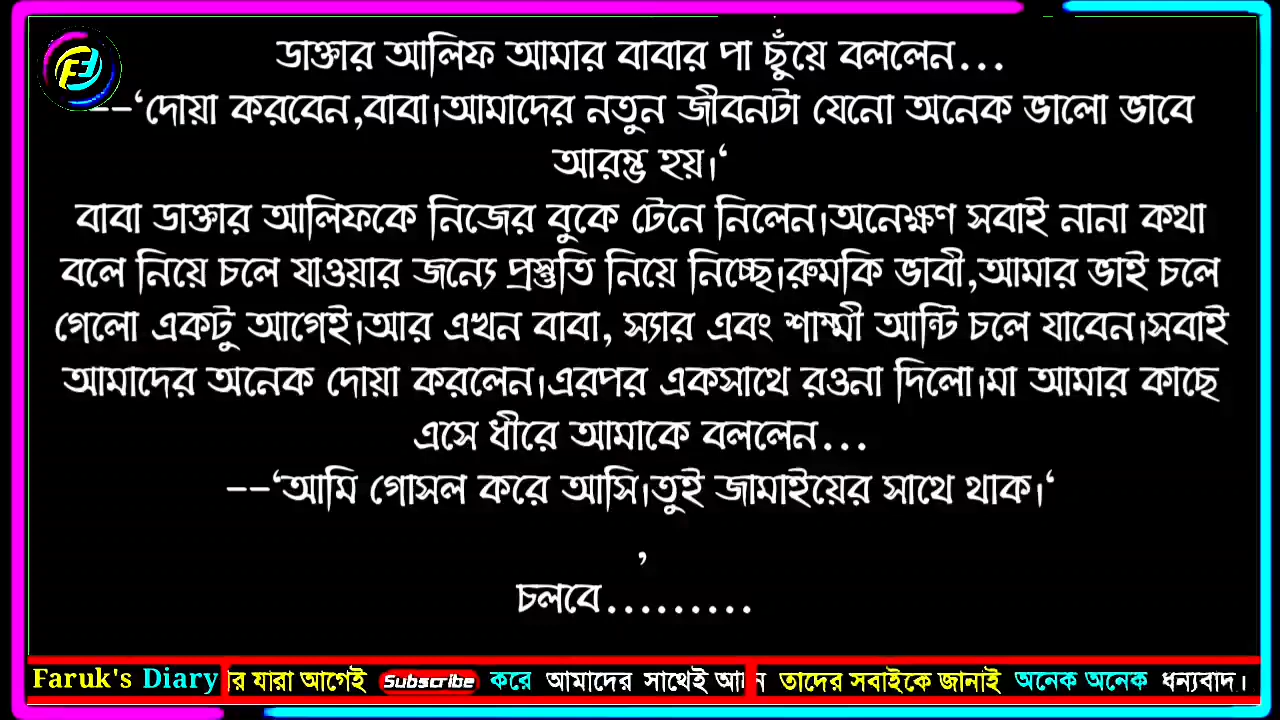 ডাক্তার আলিফ আমার বাবার পা ছুঁয়ে বললেন...
--‘দোয়া করবেন,বাবা।আমাদের নতুন জীবনটা যেনো অনেক ভালো ভাবে
আরম্ভ হয়।‘
বাবা ডাক্তার আলিফকে নিজের বুকে টেনে নিলেন।অনেক্ষণ সবাই নানা কথা
বলে নিয়ে চলে যাওয়ার জন্যে প্রস্তুতি নিয়ে নিচ্ছে।রুমকি ভাবী,আমার ভাই চলে
গেলো একটু আগেই।আর এখন বাবা, স্যার এবং শাম্মী আন্টি চলে যাবেন।সবাই
আমাদের অনেক দোয়া করলেন।এরপর একসাথে রওনা দিলো।মা আমার কাছে
এসে ধীরে আমাকে বললেন...
--‘আমি গোসল করে আসি।তুই জামাইয়ের সাথে থাক।‘
,
চলবে.........
Faruk's Diary র যারা আগেই Subscribe করে আমাদের সাথেই তাদের সবাইকে জানাই অনেক অনেক ধন্যবাদ।